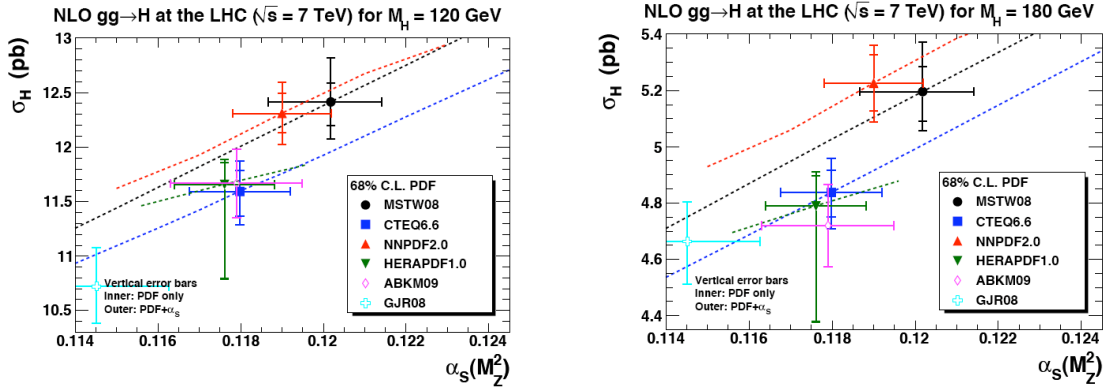 NLO gg→H at the LHC (√s = 7 TeV) for M_H = 120 GeV
σ_H (pb)
13
12.5
12
11.5
11
10.5
68% C.L. PDF
MSTW08
CTEQ6.6
NNPDF2.0
HERAPDF1.0
ABKM09
GJR08
Vertical error bars
Inner: PDF only
Outer: PDF+α_S
0.114 0.116 0.118 0.12 0.122 0.124
α_S(M_Z^2)
NLO gg→H at the LHC (√s = 7 TeV) for M_H = 180 GeV
σ_H (pb)
5.4
5.2
5
4.8
4.6
4.4
68% C.L. PDF
MSTW08
CTEQ6.6
NNPDF2.0
HERAPDF1.0
ABKM09
GJR08
Vertical error bars
Inner: PDF only
Outer: PDF+α_S
0.114 0.116 0.118 0.12 0.122 0.124
α_S(M_Z^2)